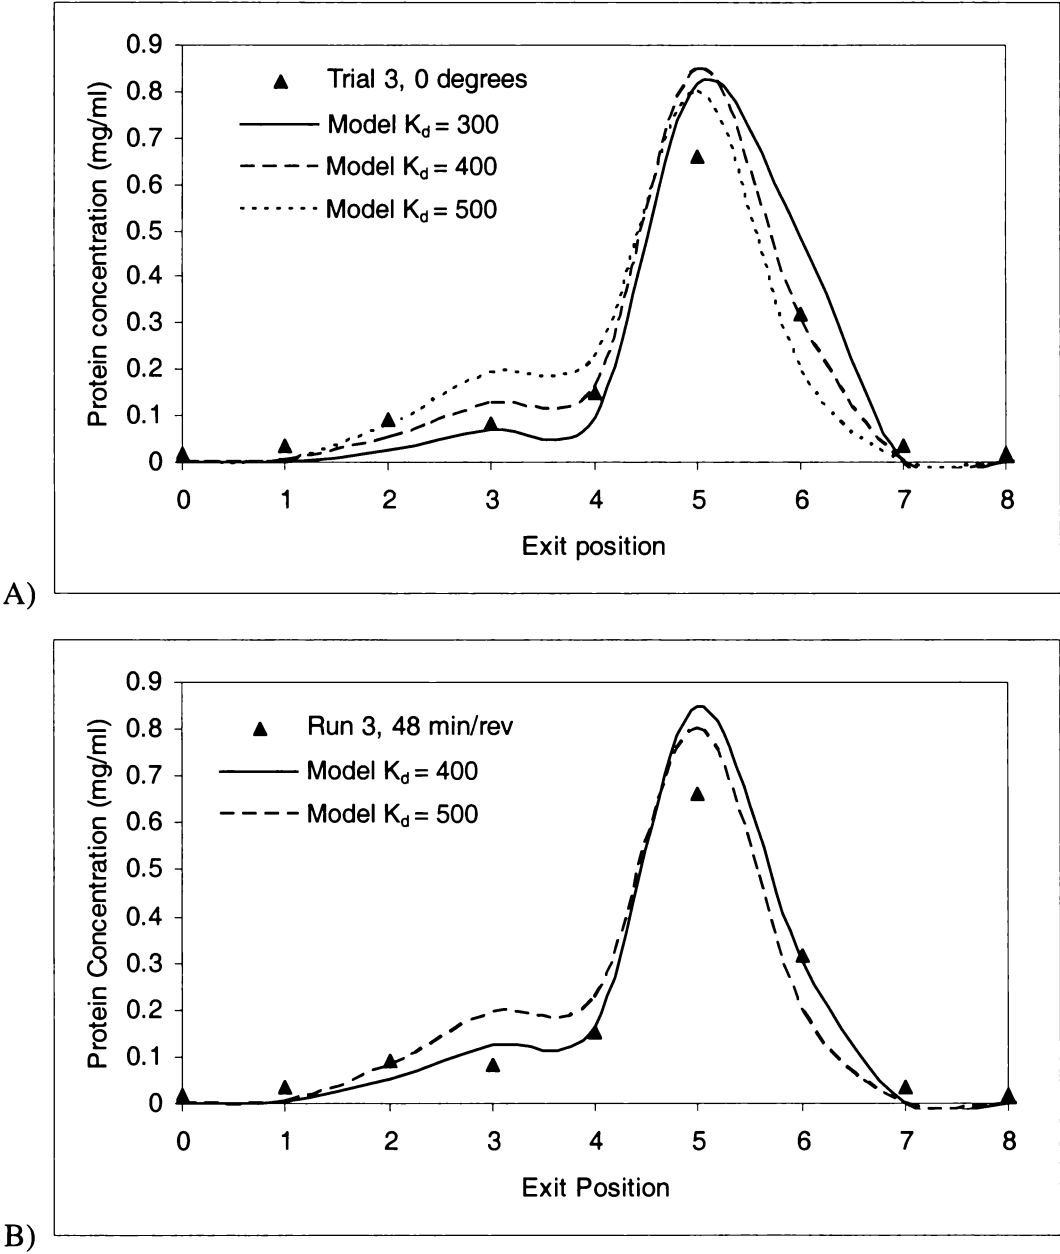 0.9
0.8
0.7
0.6
0.5
0.4
0.3
0.2
0.1
0
Protein concentration (mg/ml)
Trial 3, 0 degrees
Model Kd = 300
Model Kd = 400
Model Kd = 500
0 1 2 3 4 5 6 7 8
Exit position
A)
0.9
0.8
0.7
0.6
0.5
0.4
0.3
0.2
0.1
0
Protein Concentration (mg/ml)
Run 3, 48 min/rev
Model Kd = 400
Model Kd = 500
0 1 2 3 4 5 6 7 8
Exit Position
B)